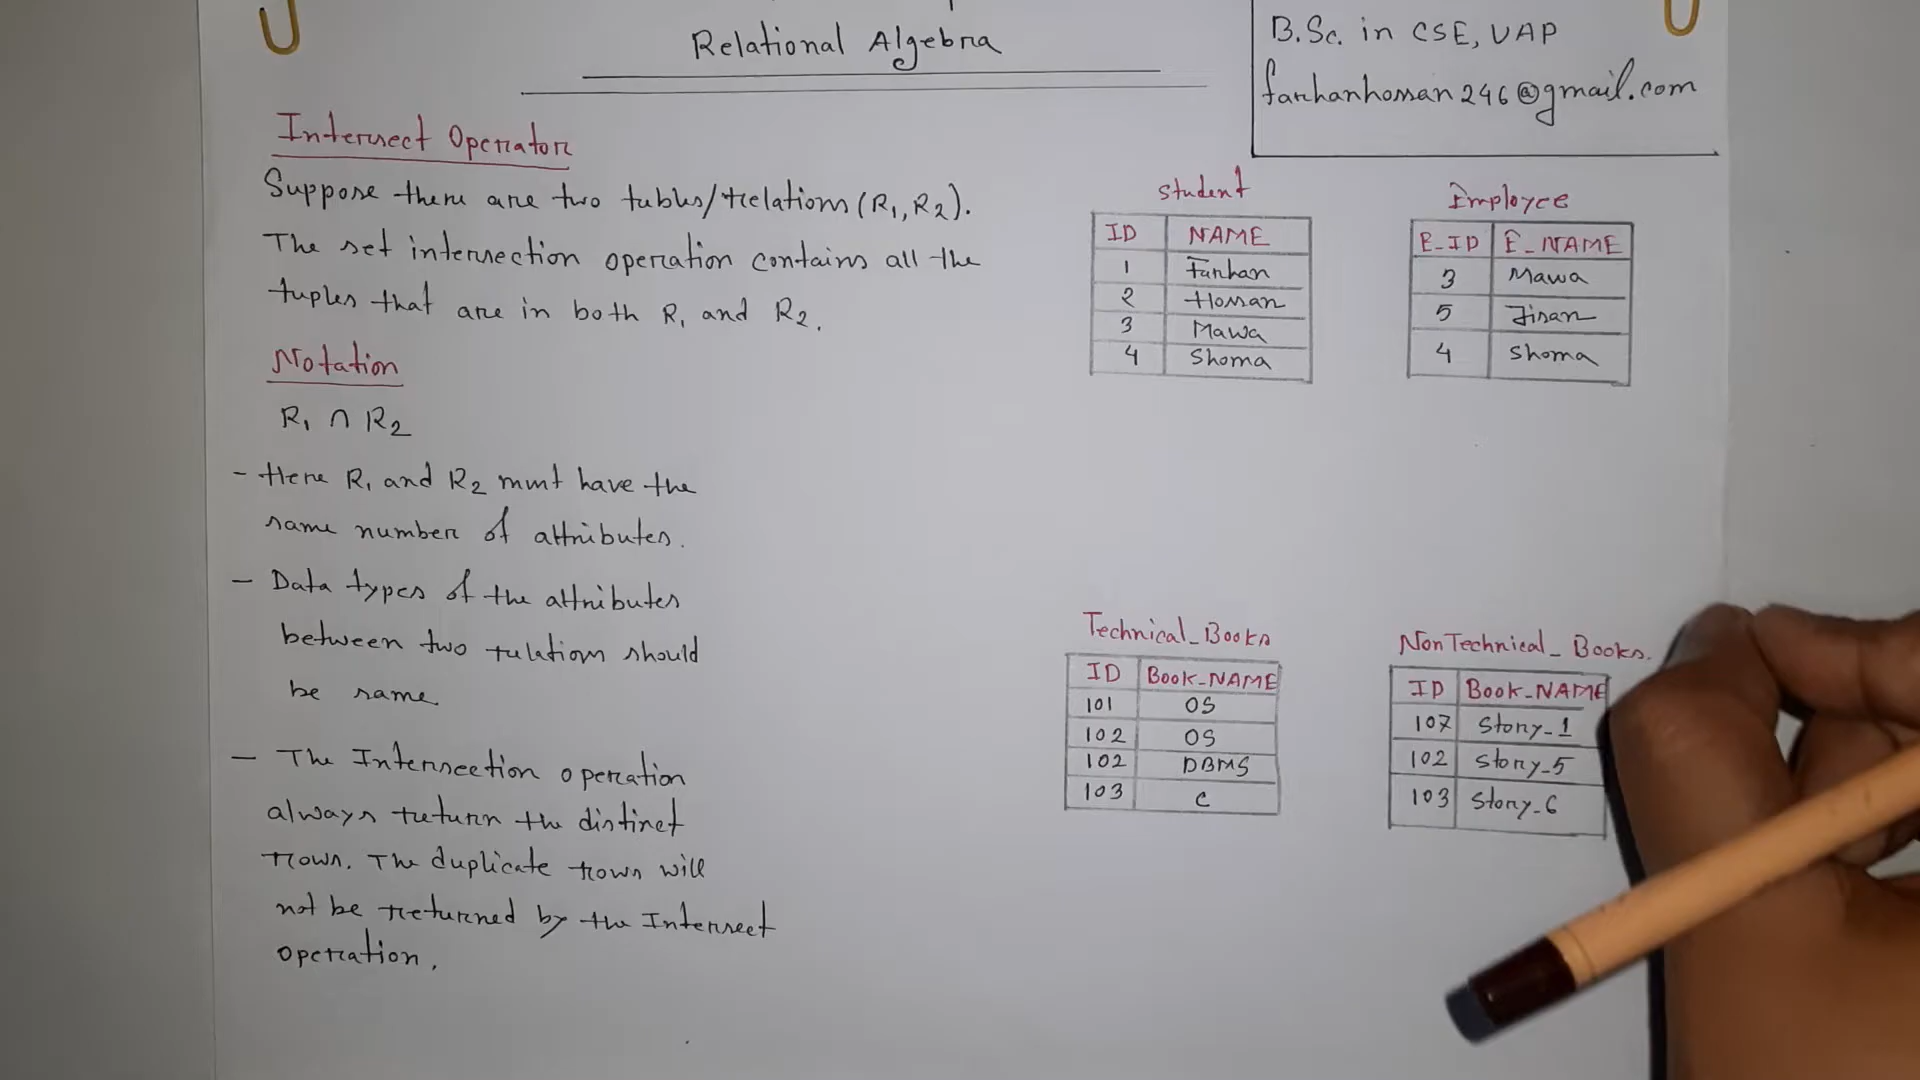 Relational Algebra
B.Sc. in CSE, UAP
farhanhossan246@gmail.com
Intersect Operator
Suppose there are two tables/relations (R1, R2).
The set intersection operation contains all the
tuples that are in both R1 and R2.
Notation
R1 ∩ R2
- Here R1 and R2 must have the
same number of attributes.
- Data types of the attributes
between two relations should
be same
- The Intersection operation
always return the distinct
rows. The duplicate rows will
not be returned by the Intersect
operation.
Student
ID NAME
1 Farhan
2 Hossan
3 Mawa
4 Shoma
Employee
E_ID E_NAME
3 Mawa
5 Jisan
4 Shoma
Technical_Books
ID Book_NAME
101 OS
102 OS
102 DBMS
103 C
NonTechnical_Books.
ID Book_NAME
107 Story_1
102 Story_5
103 Story_6